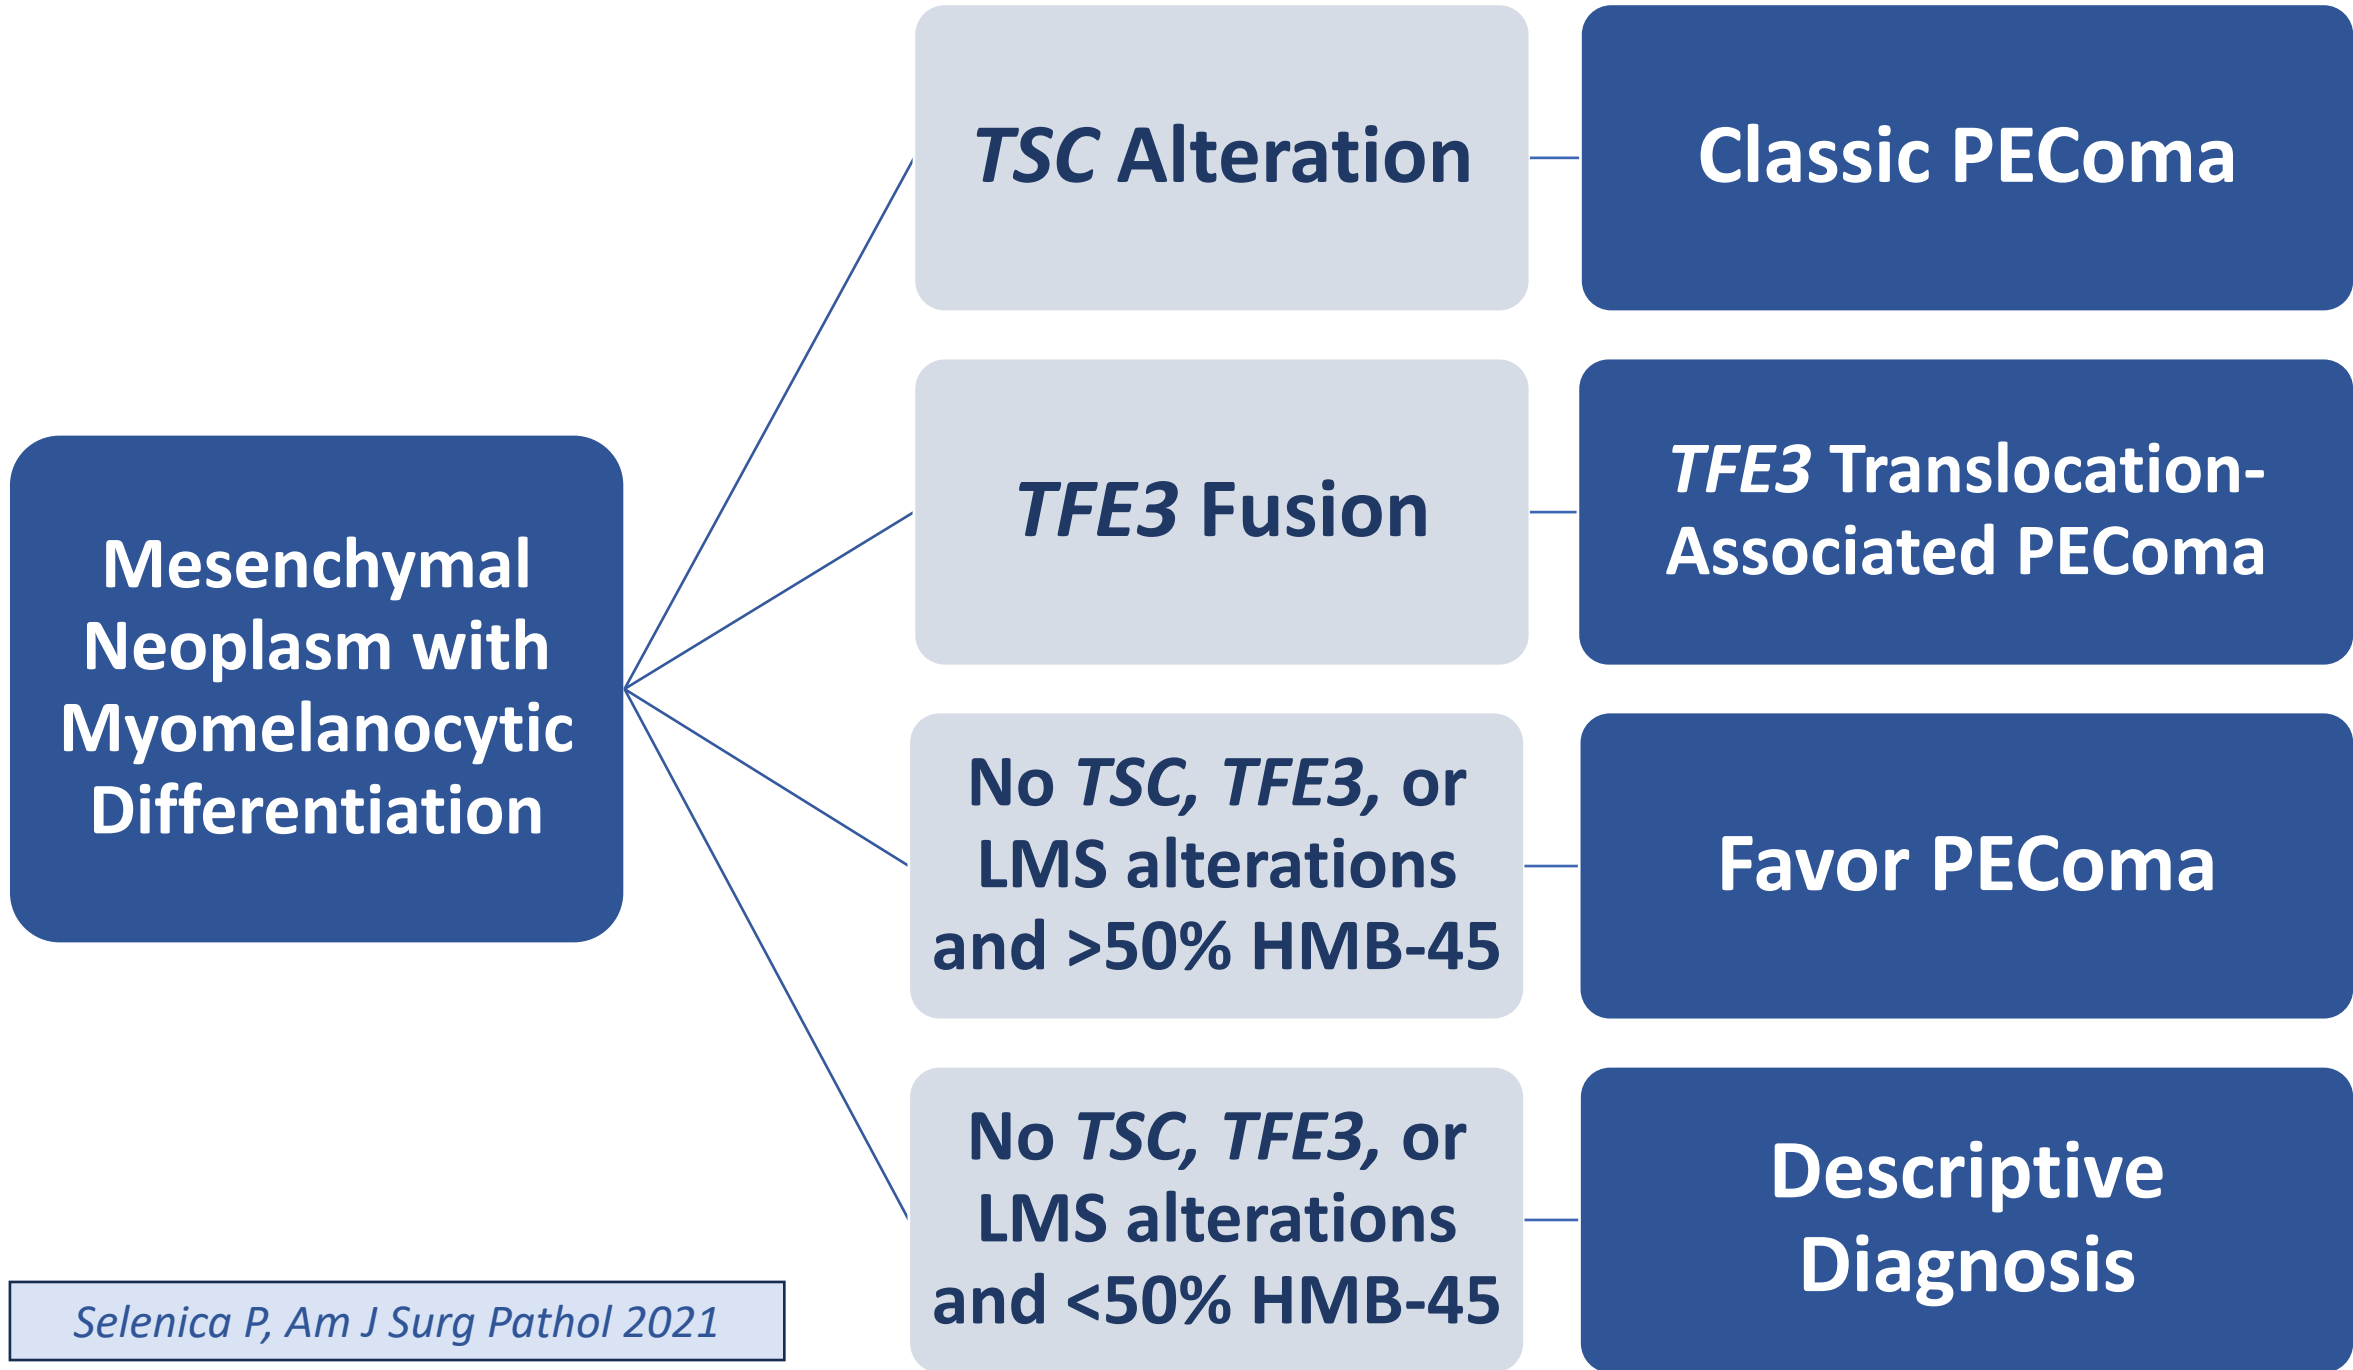 Mesenchymal
Neoplasm with
Myomelanocytic
Differentiation
TSC Alteration
Classic PEComa
TFE3 Fusion
TFE3 Translocation-
Associated PEComa
No TSC, TFE3, or
LMS alterations
and >50% HMB-45
Favor PEComa
No TSC, TFE3, or
LMS alterations
and <50% HMB-45
Descriptive
Diagnosis
Selenica P, Am J Surg Pathol 2021